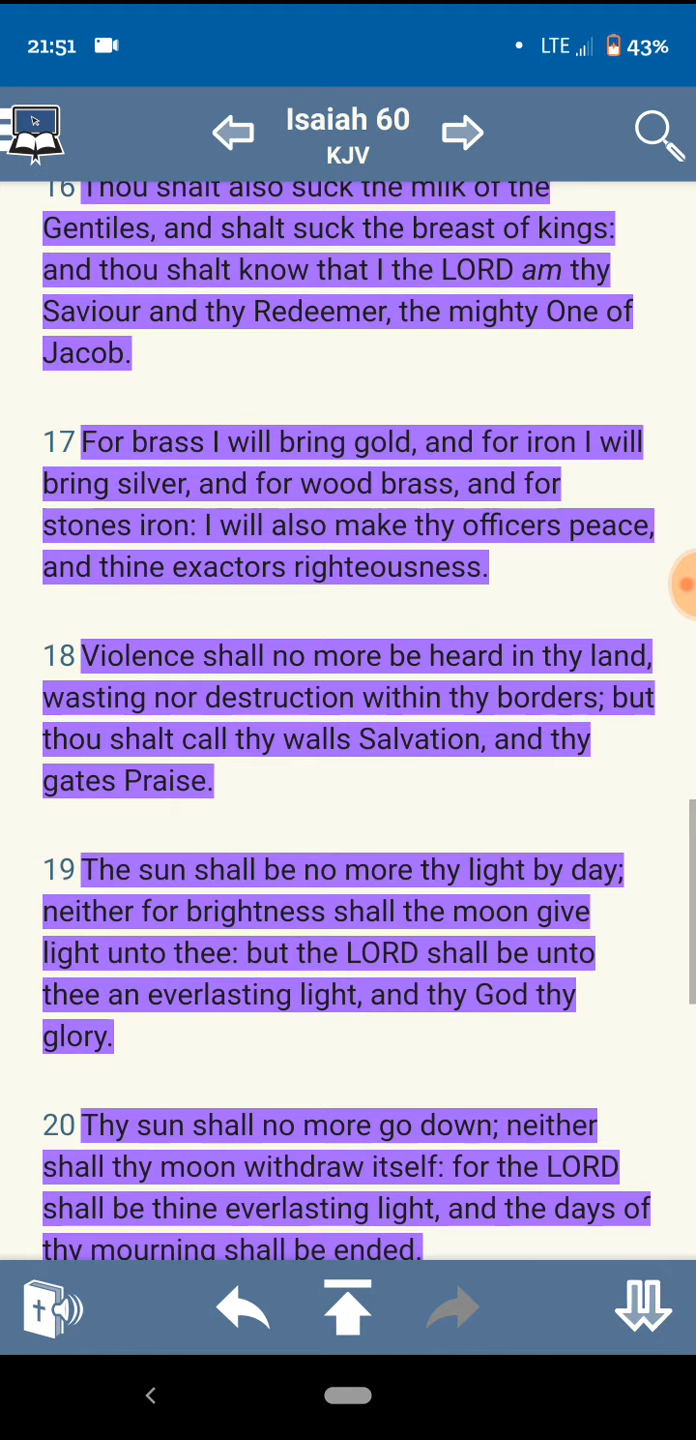 21:51 LTE 43%
Isaiah 60
KJV
16 Thou shalt also suck the milk of the
Gentiles, and shalt suck the breast of kings:
and thou shalt know that I the LORD am thy
Saviour and thy Redeemer, the mighty One of
Jacob.
17 For brass I will bring gold, and for iron I will
bring silver, and for wood brass, and for
stones iron: I will also make thy officers peace,
and thine exactors righteousness.
18 Violence shall no more be heard in thy land,
wasting nor destruction within thy borders; but
thou shalt call thy walls Salvation, and thy
gates Praise.
19 The sun shall be no more thy light by day;
neither for brightness shall the moon give
light unto thee: but the LORD shall be unto
thee an everlasting light, and thy God thy
glory.
20 Thy sun shall no more go down; neither
shall thy moon withdraw itself: for the LORD
shall be thine everlasting light, and the days of
thy mourning shall be ended.